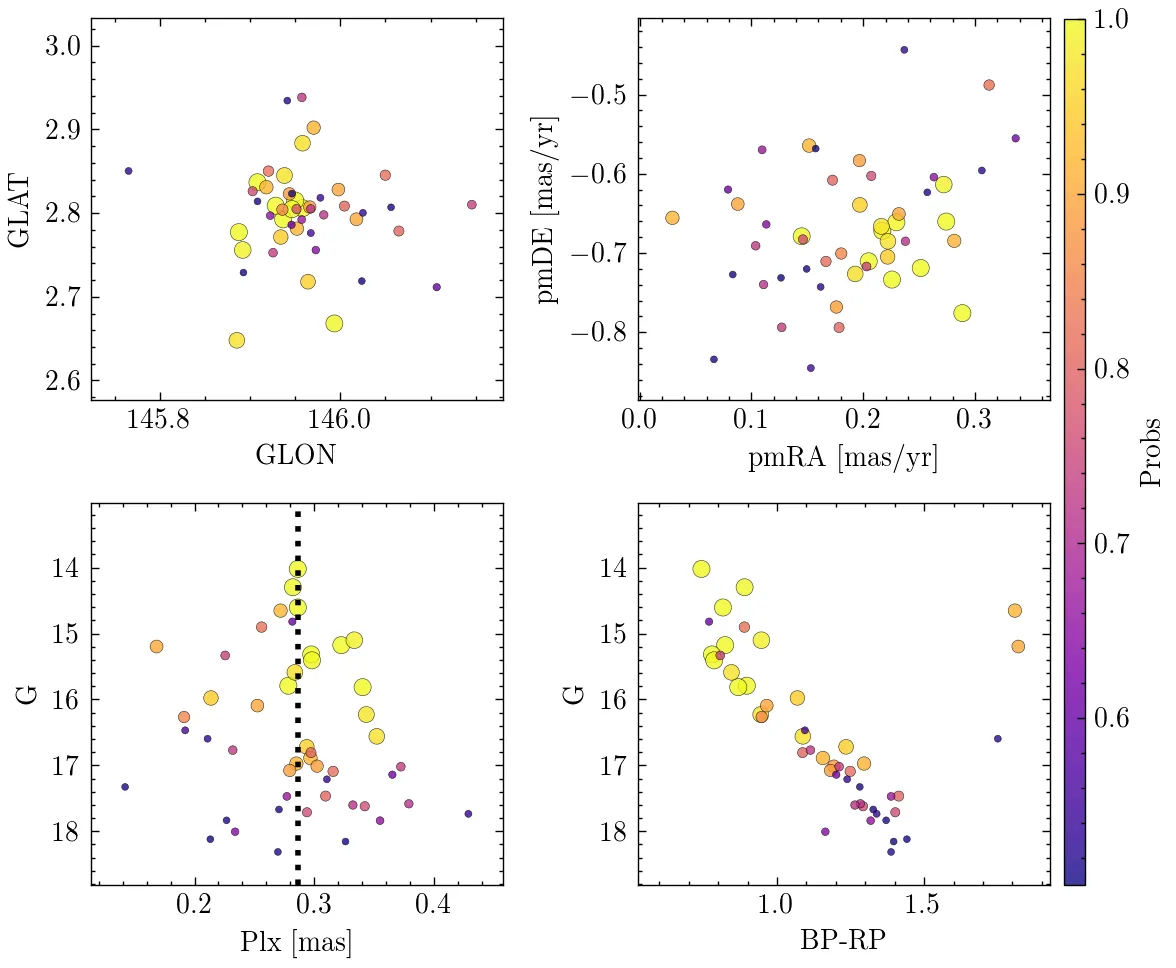 3.0
2.9
2.8
2.7
2.6
GLAT
145.8 146.0
GLON
−0.5
−0.6
−0.7
−0.8
pmDE [mas/yr]
0.0 0.1 0.2 0.3
pmRA [mas/yr]
1.0
0.9
0.8
0.7
0.6
Probs
14
15
16
17
18
G
0.2 0.3 0.4
Plx [mas]
14
15
16
17
18
G
1.0 1.5
BP-RP